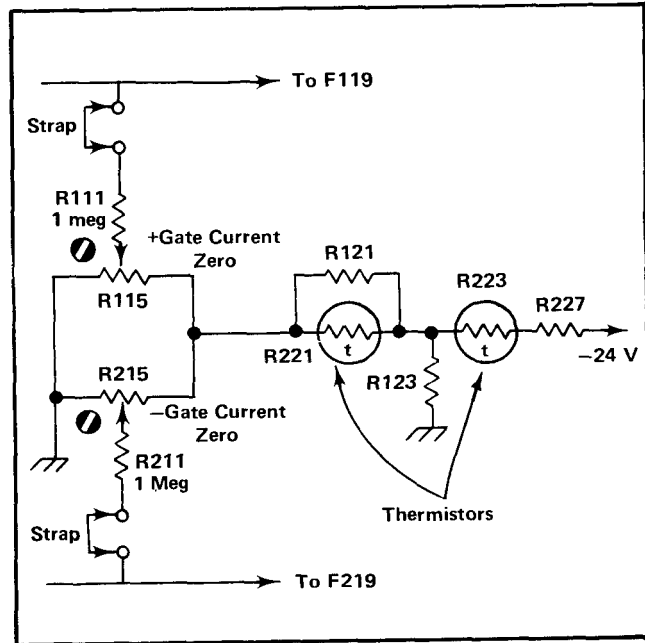 To F119
Strap
R111
1 meg
+Gate Current
Zero
R115
R121
R223
R227
R221
t
t
−24 V
R215
R123
−Gate Current
Zero
R211
1 Meg
Thermistors
Strap
To F219